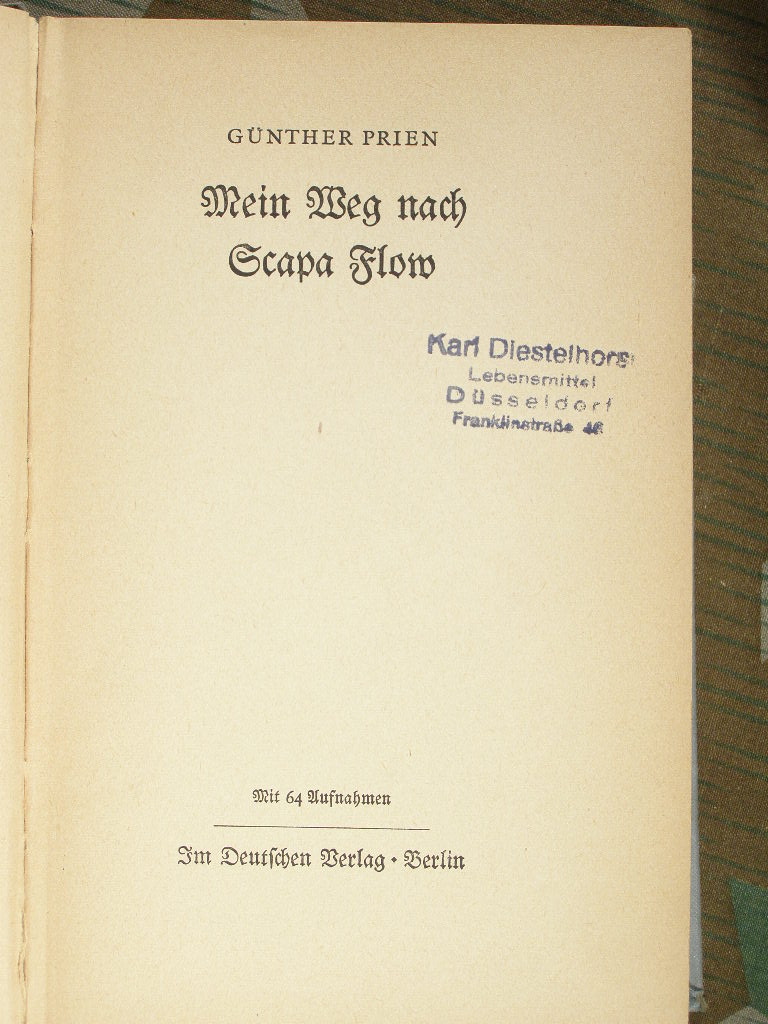 GÜNTHER PRIEN
Mein Weg nach
Scapa Flow
Karl Diestelhorst
Lebensmittel
Düsseldorf
Franklinstraße
Mit 64 Aufnahmen
Im Deutschen Verlag • Berlin